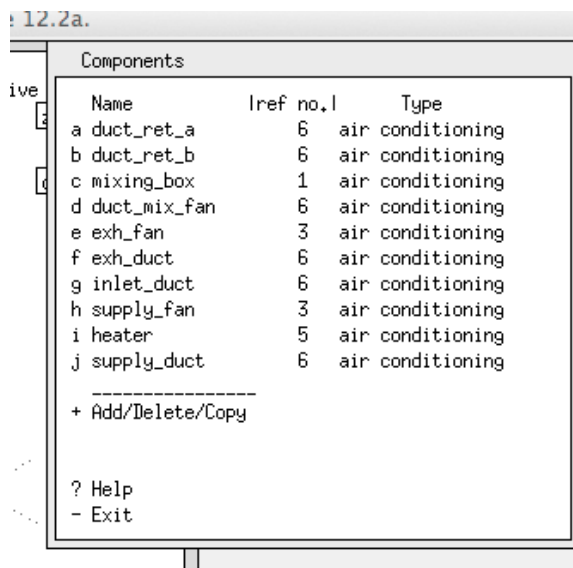 : 12.2a.
Components
ive
Name |ref no.| Type
a duct_ret_a 6 air conditioning
b duct_ret_b 6 air conditioning
c mixing_box 1 air conditioning
d duct_mix_fan 6 air conditioning
e exh_fan 3 air conditioning
f exh_duct 6 air conditioning
g inlet_duct 6 air conditioning
h supply_fan 3 air conditioning
i heater 5 air conditioning
j supply_duct 6 air conditioning
+ Add/Delete/Copy
? Help
- Exit